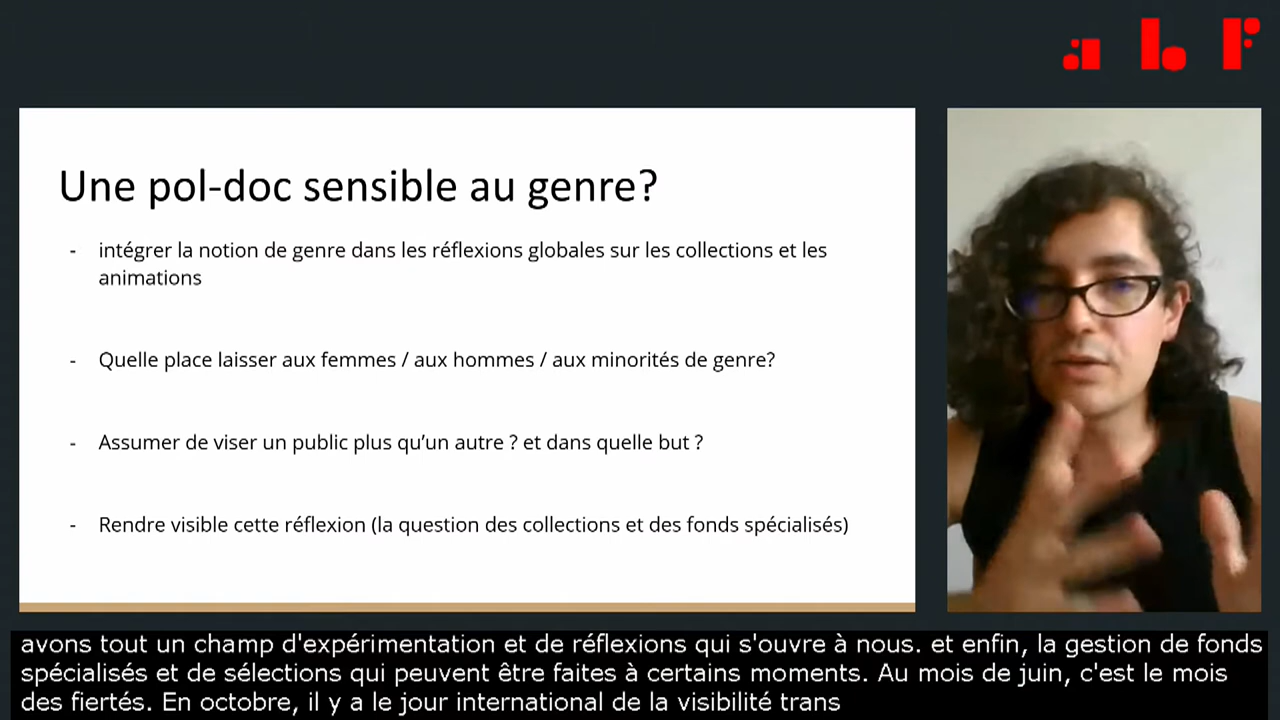 abf
Une pol-doc sensible au genre?
- intégrer la notion de genre dans les réflexions globales sur les collections et les
animations
- Quelle place laisser aux femmes / aux hommes / aux minorités de genre?
- Assumer de viser un public plus qu’un autre ? et dans quelle but ?
- Rendre visible cette réflexion (la question des collections et des fonds spécialisés)
avons tout un champ d'expérimentation et de réflexions qui s'ouvre à nous. et enfin, la gestion de fonds
spécialisés et de sélections qui peuvent être faites à certains moments. Au mois de juin, c'est le mois
des fiertés. En octobre, il y a le jour international de la visibilité trans